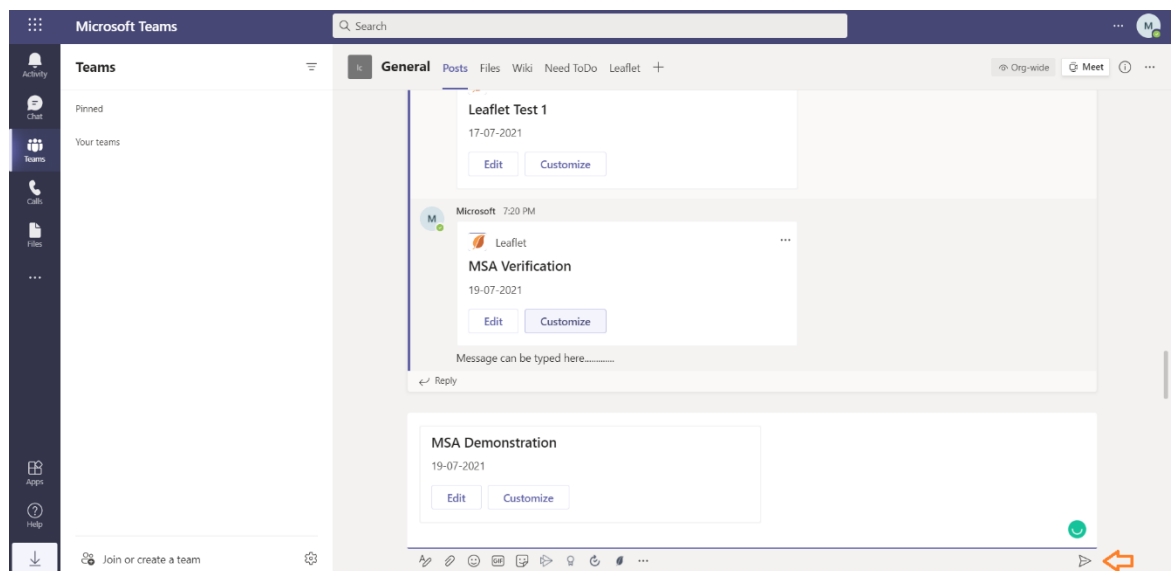 Microsoft Teams
Search
M
Activity
Chat
Teams
Calls
Files
Apps
Help
Teams
Pinned
Your teams
Join or create a team
General Posts Files Wiki Need ToDo Leaflet
Org-wide Meet
Leaflet Test 1
17-07-2021
Edit Customize
M
Microsoft 7:20 PM
Leaflet
MSA Verification
19-07-2021
Edit Customize
Message can be typed here.............
Reply
MSA Demonstration
19-07-2021
Edit Customize
GIF